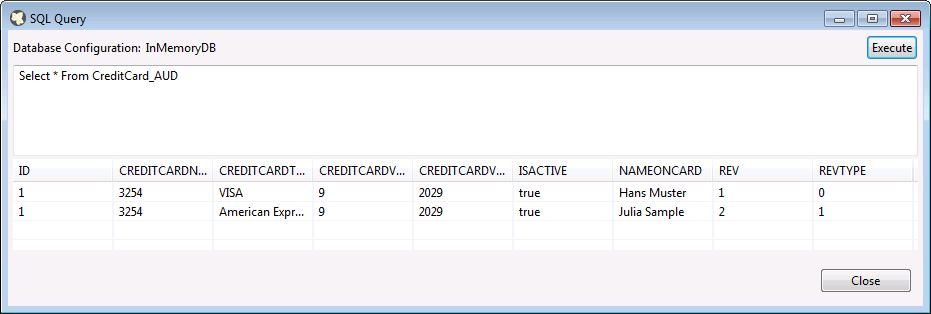 SQL Query
Database Configuration: InMemoryDB Execute
Select * From CreditCard_AUD
ID CREDITCARDN... CREDITCARDT... CREDITCARDV... CREDITCARDV... ISACTIVE NAMEONCARD REV REVTYPE
1 3254 VISA 9 2029 true Hans Muster 1 0
1 3254 American Expr... 9 2029 true Julia Sample 2 1
Close